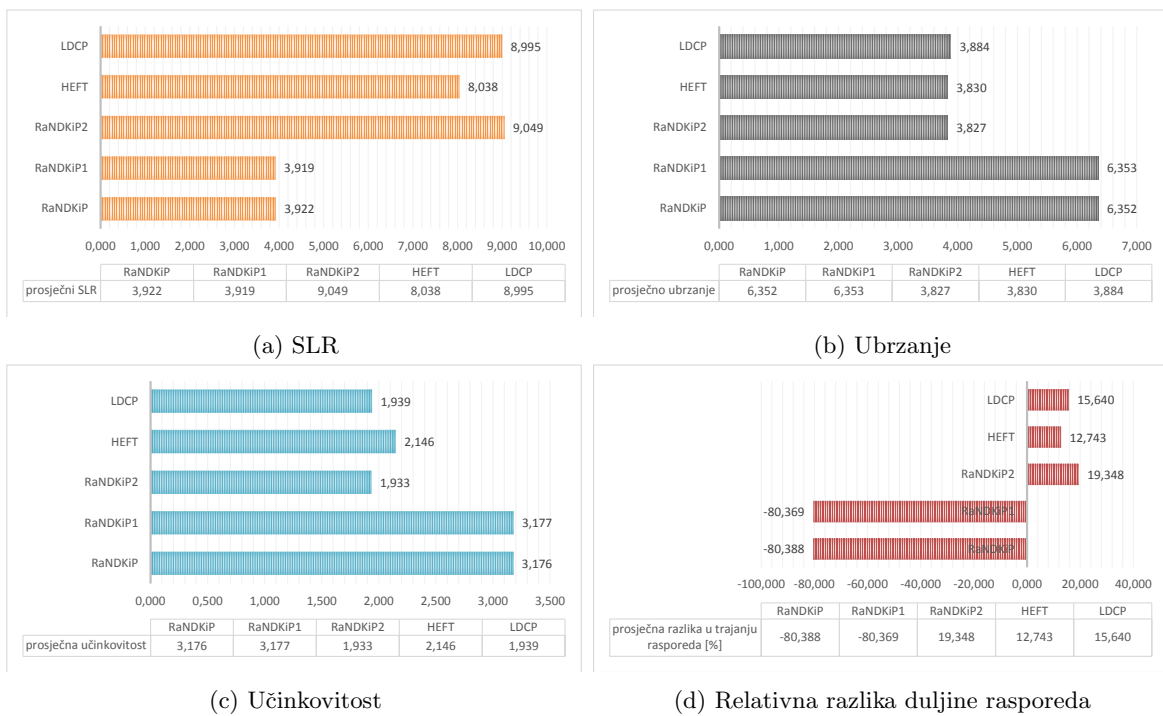 LDCP 8,995
HEFT 8,038
RaNDKiP2 9,049
RaNDKiP1 3,919
RaNDKiP 3,922
0,000 1,000 2,000 3,000 4,000 5,000 6,000 7,000 8,000 9,000 10,000
RaNDKiP RaNDKiP1 RaNDKiP2 HEFT LDCP
prosječni SLR 3,922 3,919 9,049 8,038 8,995
(a) SLR
LDCP 3,884
HEFT 3,830
RaNDKiP2 3,827
RaNDKiP1 6,353
RaNDKiP 6,352
0,000 1,000 2,000 3,000 4,000 5,000 6,000 7,000
RaNDKiP RaNDKiP1 RaNDKiP2 HEFT LDCP
prosječno ubrzanje 6,352 6,353 3,827 3,830 3,884
(b) Ubrzanje
LDCP 1,939
HEFT 2,146
RaNDKiP2 1,933
RaNDKiP1 3,177
RaNDKiP 3,176
0,000 0,500 1,000 1,500 2,000 2,500 3,000 3,500
RaNDKiP RaNDKiP1 RaNDKiP2 HEFT LDCP
prosječna učinkovitost 3,176 3,177 1,933 2,146 1,939
(c) Učinkovitost
LDCP 15,640
HEFT 12,743
RaNDKiP2 19,348
-80,369 RaNDKiP1
-80,388 RaNDKiP
-100,000 -80,000 -60,000 -40,000 -20,000 0,000 20,000 40,000
RaNDKiP RaNDKiP1 RaNDKiP2 HEFT LDCP
prosječna razlika u trajanju
rasporeda [%] -80,388 -80,369 19,348 12,743 15,640
(d) Relativna razlika duljine rasporeda